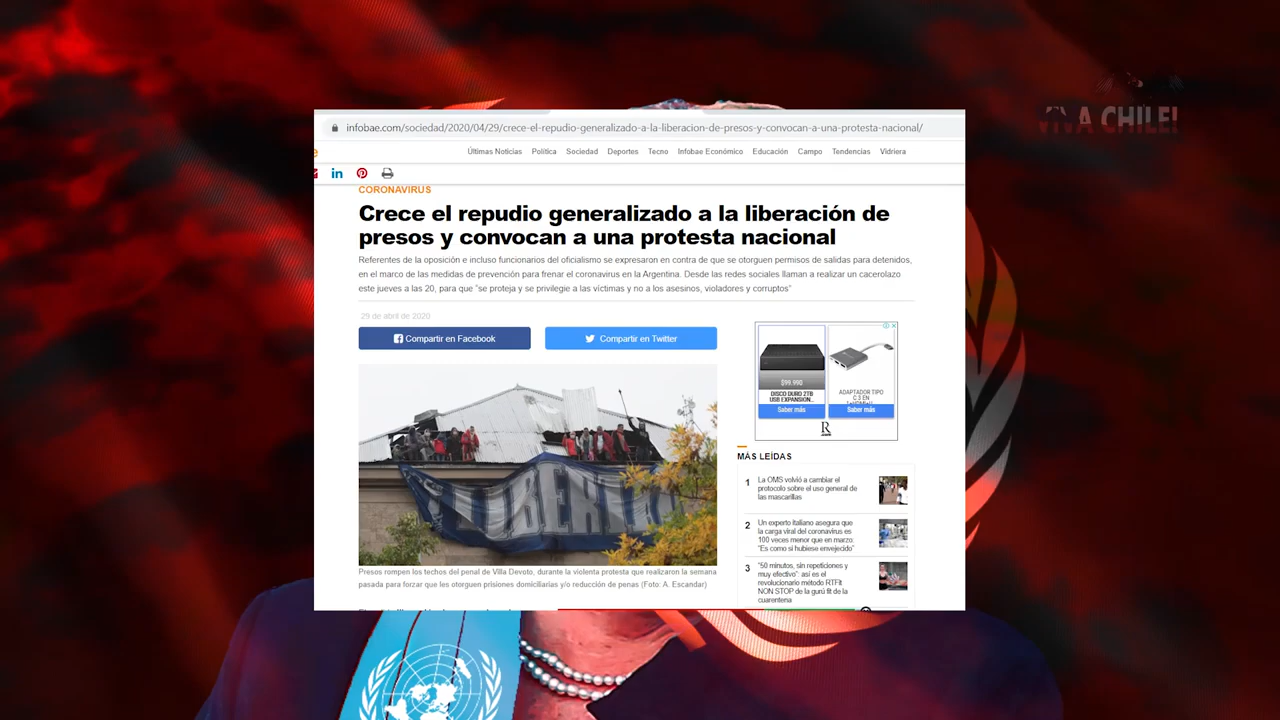 VIVA CHILE!
infobae.com/sociedad/2020/04/29/crece-el-repudio-generalizado-a-la-liberacion-de-presos-y-convocan-a-una-protesta-nacional/
Últimas Noticias Política Sociedad Deportes Tecno Infobae Económico Educación Campo Tendencias Vidriera
CORONAVIRUS
Crece el repudio generalizado a la liberación de
presos y convocan a una protesta nacional
Referentes de la oposición e incluso funcionarios del oficialismo se expresaron en contra de que se otorguen permisos de salidas para detenidos,
en el marco de las medidas de prevención para frenar el coronavirus en la Argentina. Desde las redes sociales llaman a realizar un cacerolazo
este jueves a las 20, para que "se proteja y se privilegie a las víctimas y no a los asesinos, violadores y corruptos"
29 de abril de 2020
Compartir en Facebook
Compartir en Twitter
$99.990
DISCO DURO 2TB
USB EXPANSION...
Saber más
ADAPTADOR TIPO
C 3 EN
Saber más
MÁS LEÍDAS
1 La OMS volvió a cambiar el
protocolo sobre el uso general de
las mascarillas
2 Un experto italiano asegura que
la carga viral del coronavirus es
100 veces menor que en marzo:
"Es como si hubiese envejecido"
3 "50 minutos, sin repeticiones y
muy efectivo": así es el
revolucionario método RTFit
NON STOP de la gurú fit de la
cuarentena
Presos rompen los techos del penal de Villa Devoto, durante la violenta protesta que realizaron la semana
pasada para forzar que les otorguen prisiones domiciliarias y/o reducción de penas (Foto: A. Escandar)